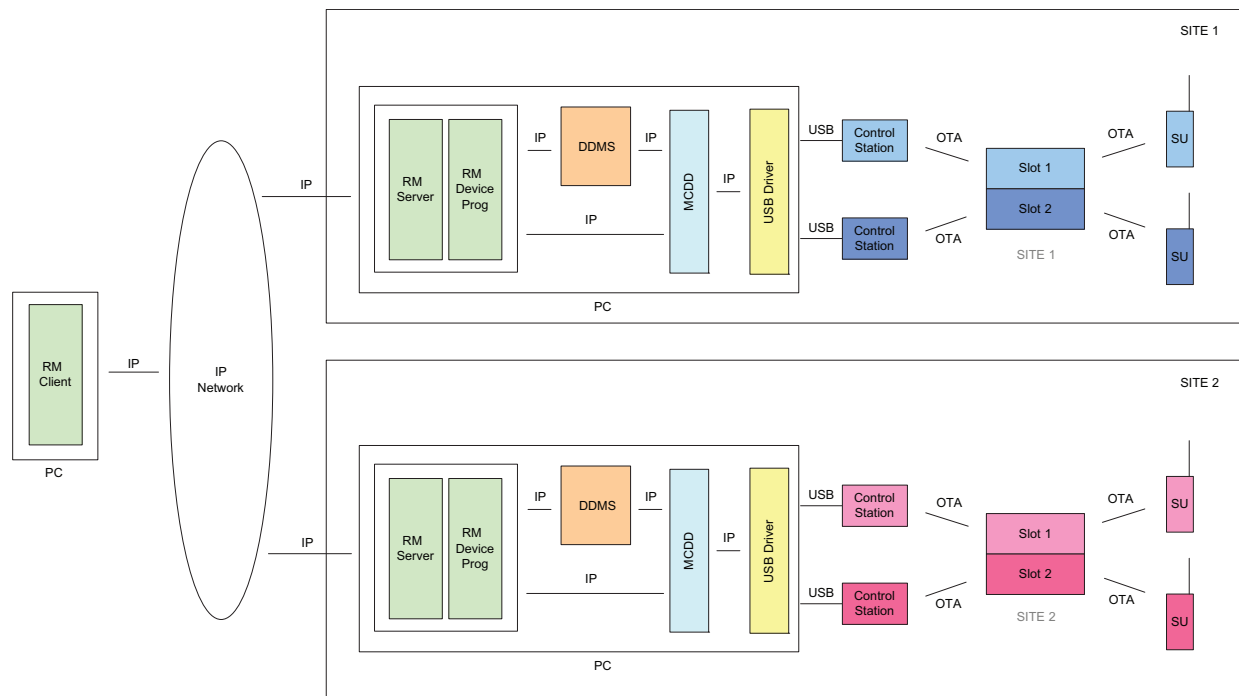 SITE 1
RM
Server
RM
Device
Prog
IP
DDMS
IP
IP
MCDD
IP
USB Driver
PC
USB
Control
Station
USB
Control
Station
OTA
OTA
Slot 1
Slot 2
SITE 1
OTA
OTA
SU
SU
IP
RM
Client
PC
IP
IP
Network
IP
SITE 2
RM
Server
RM
Device
Prog
IP
DDMS
IP
IP
MCDD
IP
USB Driver
PC
USB
Control
Station
USB
Control
Station
OTA
OTA
Slot 1
Slot 2
SITE 2
OTA
OTA
SU
SU